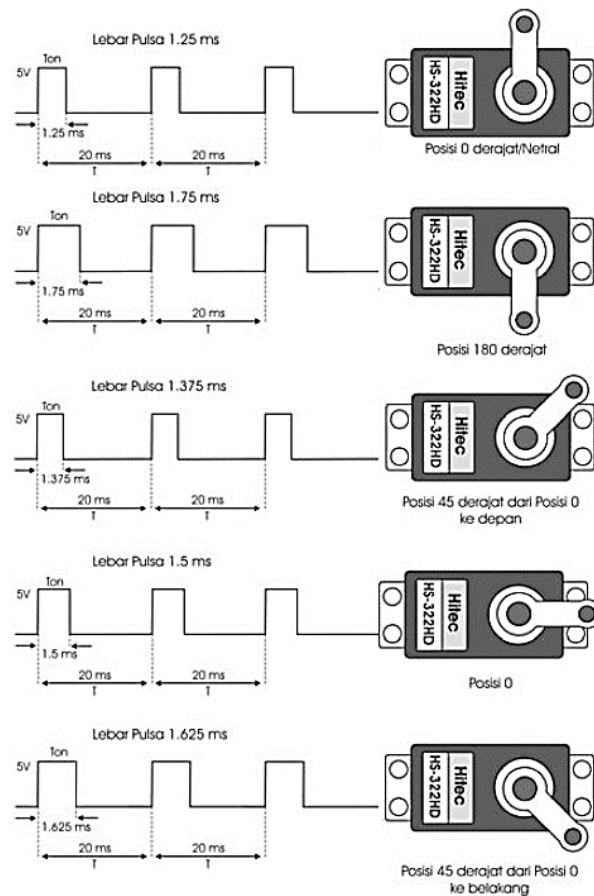 Lebar Pulsa 1.25 ms
Ton
5V
1.25 ms
20 ms
20 ms
T
Hitec
HS-322HD
Posisi 0 derajat/Netral
Lebar Pulsa 1.75 ms
Ton
5V
1.75 ms
20 ms
20 ms
T
T
Hitec
HS-322HD
Posisi 180 derajat
Lebar Pulsa 1.375 ms
Ton
5V
1.375 ms
20 ms
20 ms
T
T
Hitec
HS-322HD
Posisi 45 derajat dari Posisi 0
ke depan
Lebar Pulsa 1.5 ms
Ton
5V
1.5 ms
20 ms
20 ms
T
T
Hitec
HS-322HD
Posisi 0
Lebar Pulsa 1.625 ms
Ton
5V
1.625 ms
20 ms
20 ms
T
T
Hitec
HS-322HD
Posisi 45 derajat dari Posisi 0
ke belakang